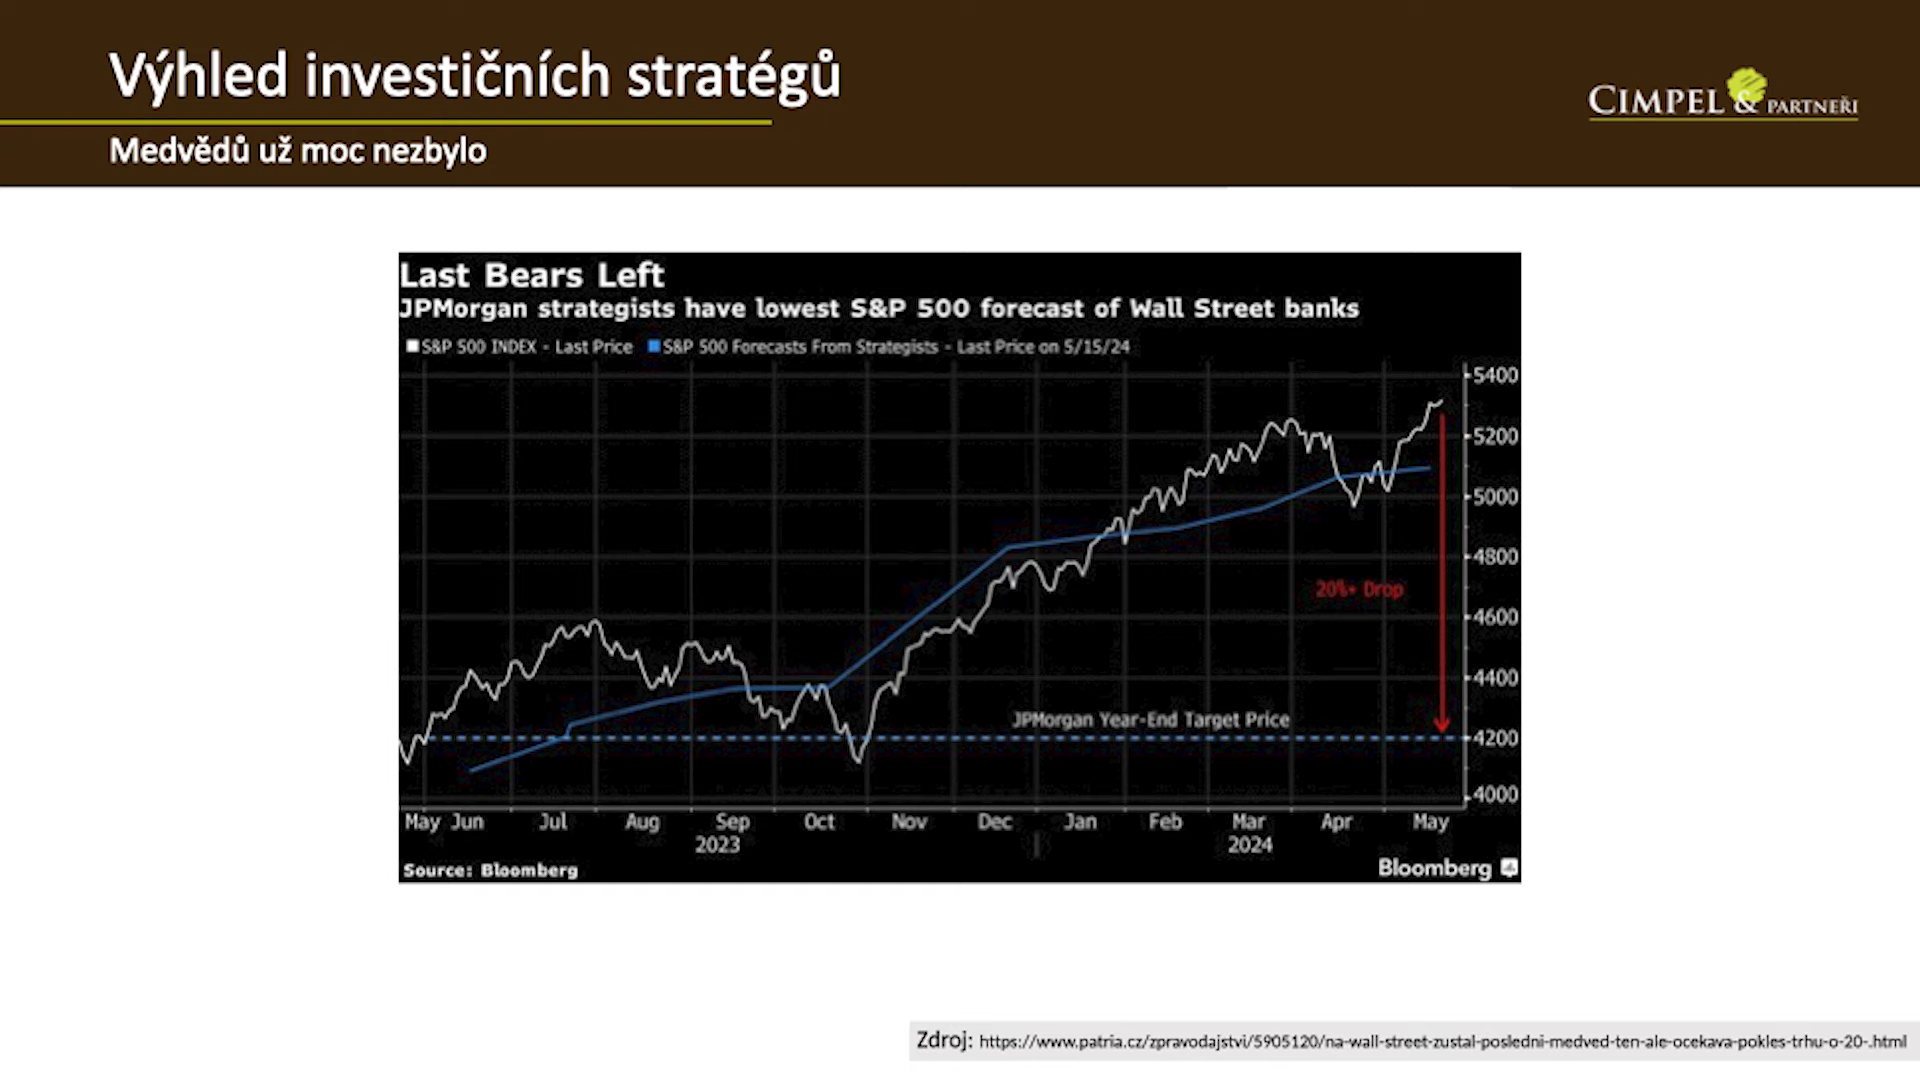 Výhled investičních stratégů
CIMPEL & PARTNEŘI
Medvědů už moc nezbylo
Last Bears Left
JPMorgan strategists have lowest S&P 500 forecast of Wall Street banks
S&P 500 INDEX - Last Price S&P 500 Forecasts From Strategists - Last Price on 5/15/24
5400
5200
5000
4800
20%+ Drop
4600
4400
JPMorgan Year-End Target Price
4200
4000
May Jun Jul Aug Sep Oct Nov Dec Jan Feb Mar Apr May
2023 2024
Source: Bloomberg
Bloomberg
Zdroj: https://www.patria.cz/zpravodajstvi/5905120/na-wall-street-zustal-posledni-medved-ten-ale-ocekava-pokles-trhu-o-20-.html